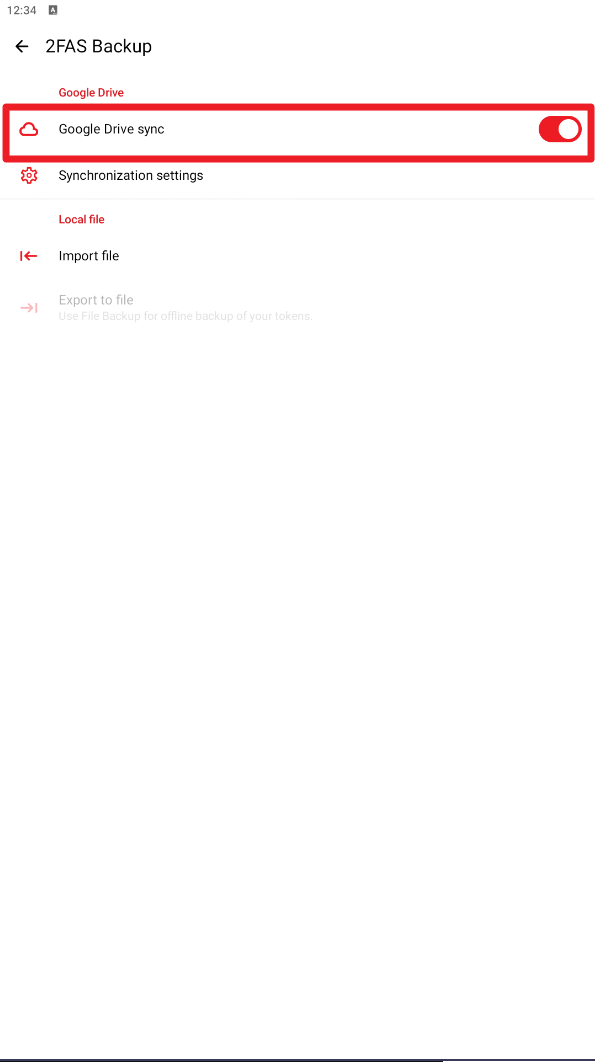 12:34 A
2FAS Backup
Google Drive
Google Drive sync
Synchronization settings
Local file
Import file
Export to file
Use File Backup for offline backup of your tokens.